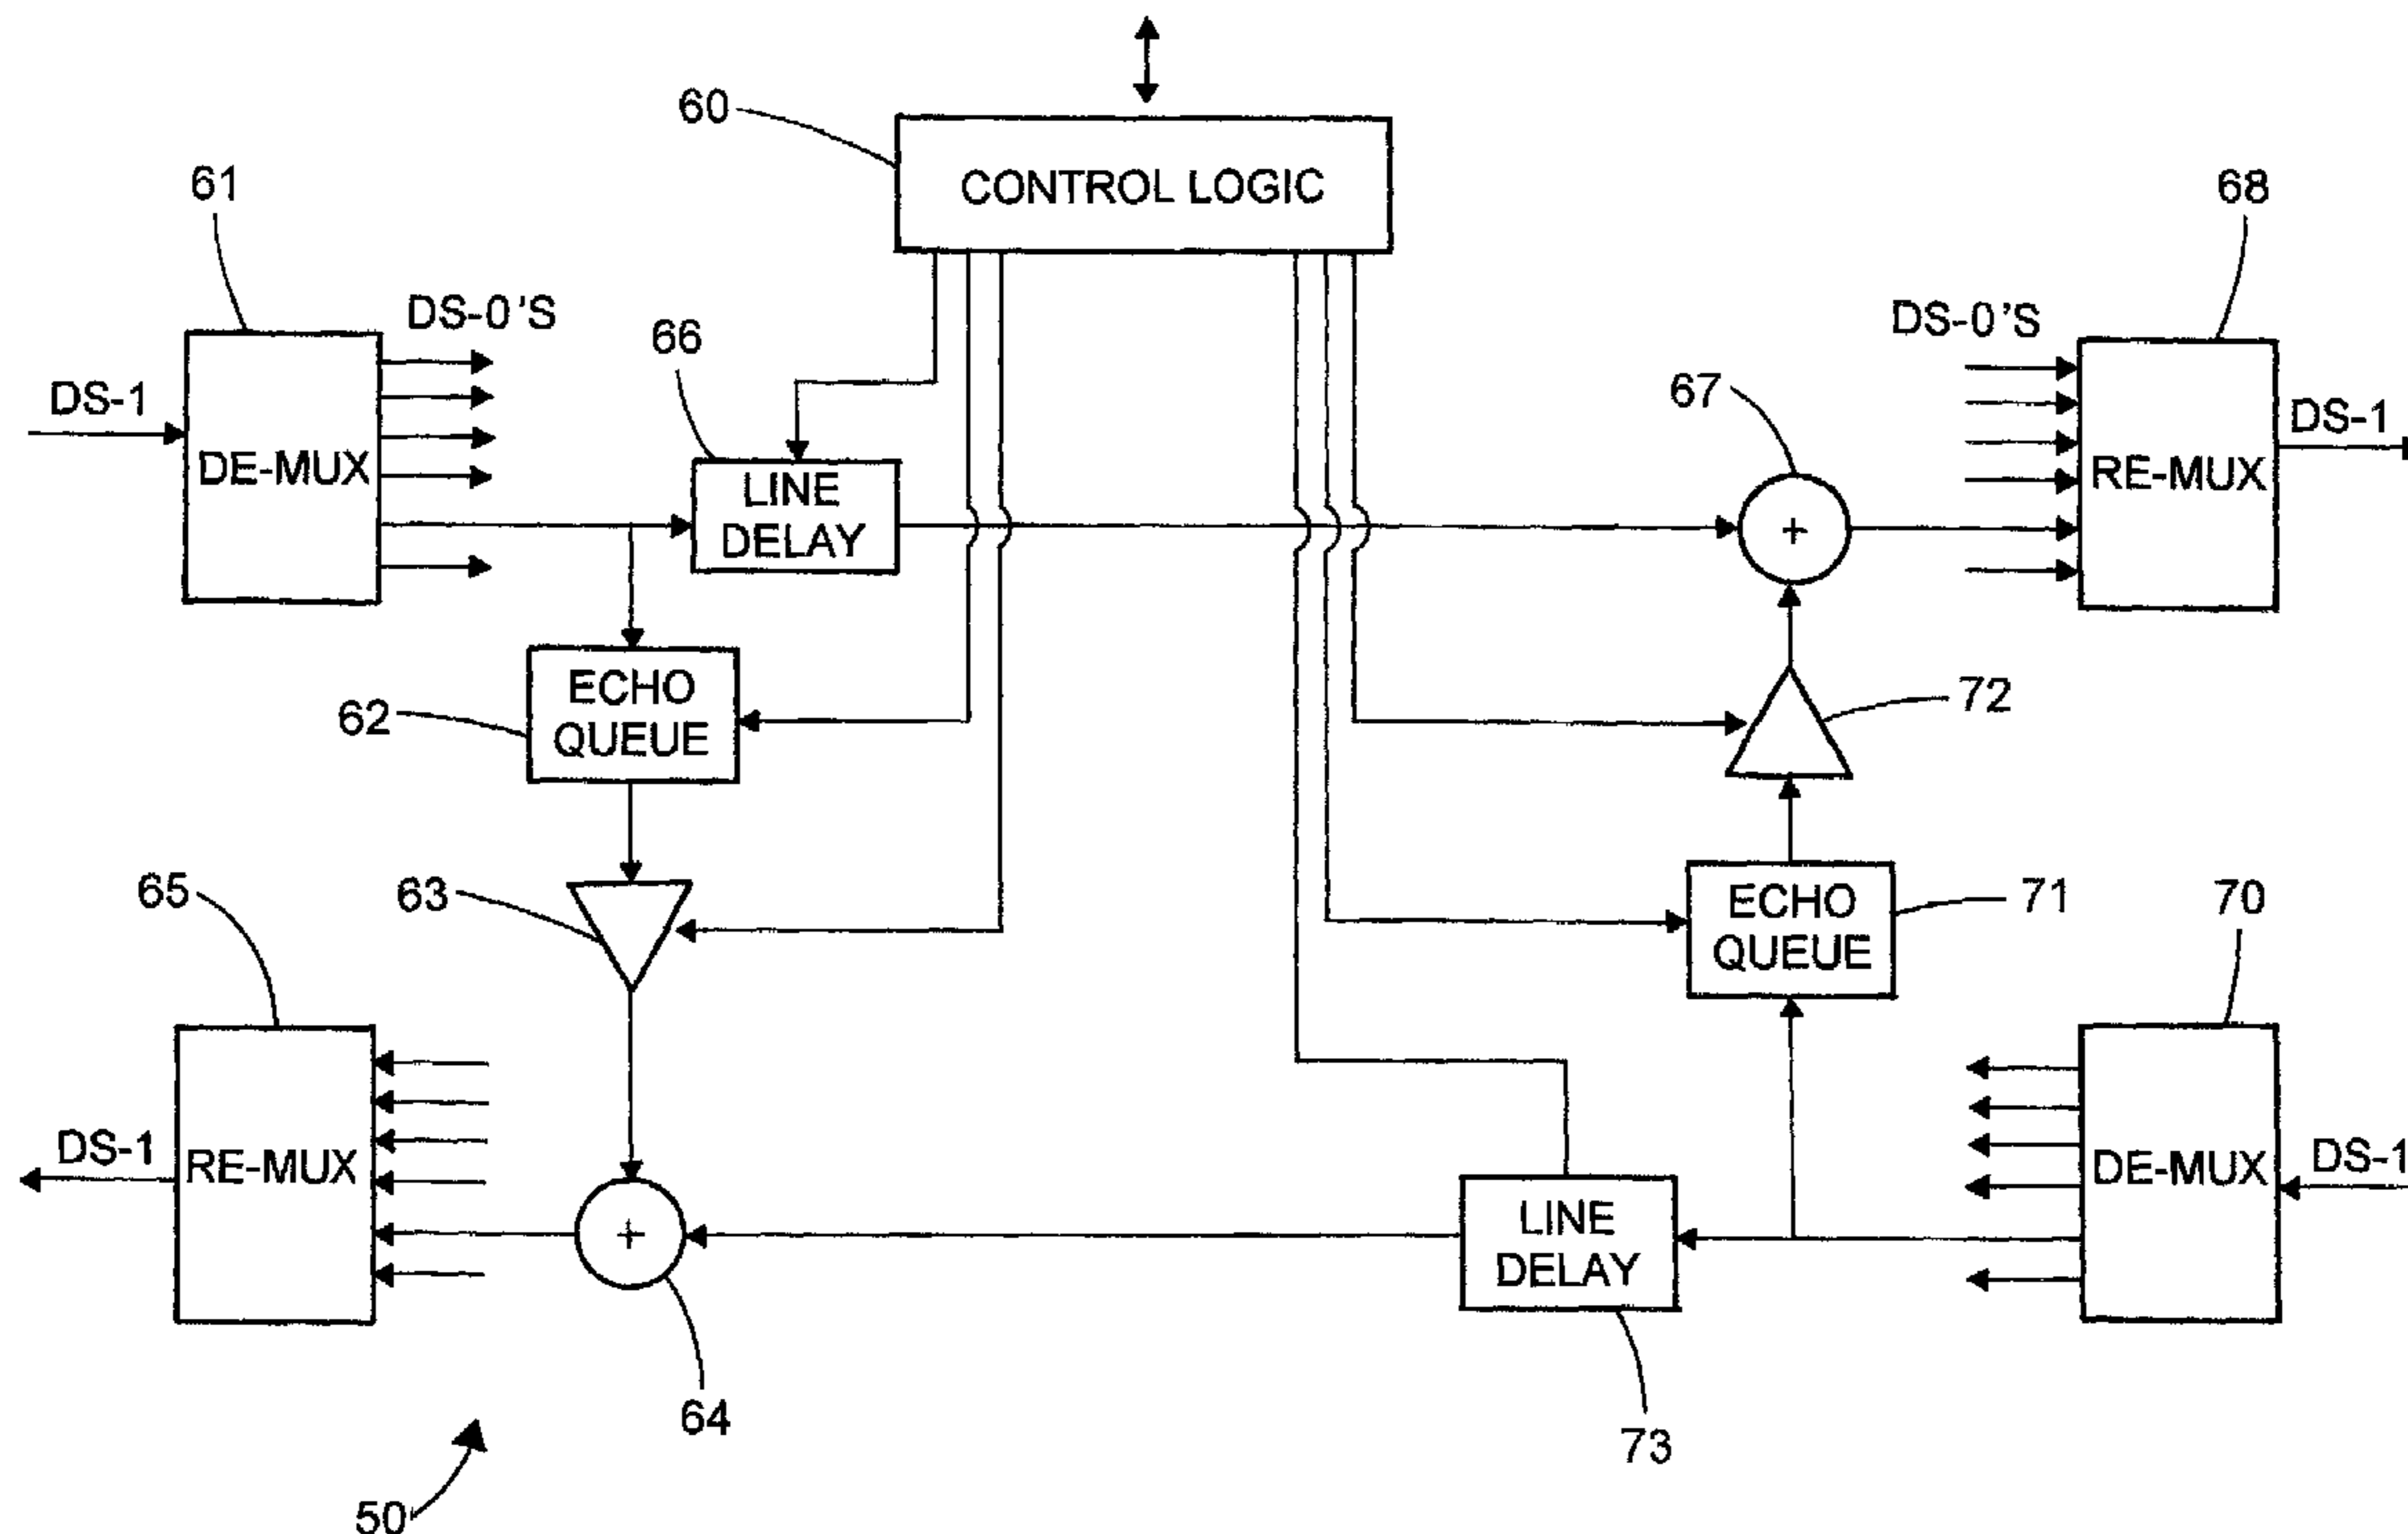 60
CONTROL LOGIC
61
68
DS-0'S
DS-0'S
66
67
DS-1
DE-MUX
LINE
DELAY
+
RE-MUX
DS-1
62
ECHO
QUEUE
72
63
65
ECHO
QUEUE
71
70
DS-1
RE-MUX
+
LINE
DELAY
DE-MUX
DS-1
64
73
50